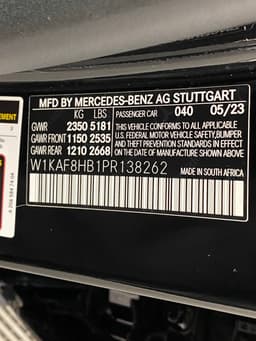 MFD BY MERCEDES-BENZ AG STUTTGART
KG LBS
GVWR 2350 5181
GAWR FRONT 1150 2535
GAWR REAR 1210 2668
PASSENGER CAR 040 05/23
THIS VEHICLE CONFORMS TO ALL APPLICABLE
U.S. FEDERAL MOTOR VEHICLE SAFETY, BUMPER
AND THEFT PREVENTION STANDARDS IN EFFECT
ON THE DATE OF MANUFACTURE SHOWN ABOVE
W1KAF8HB1PR138262
MADE IN SOUTH AFRICA